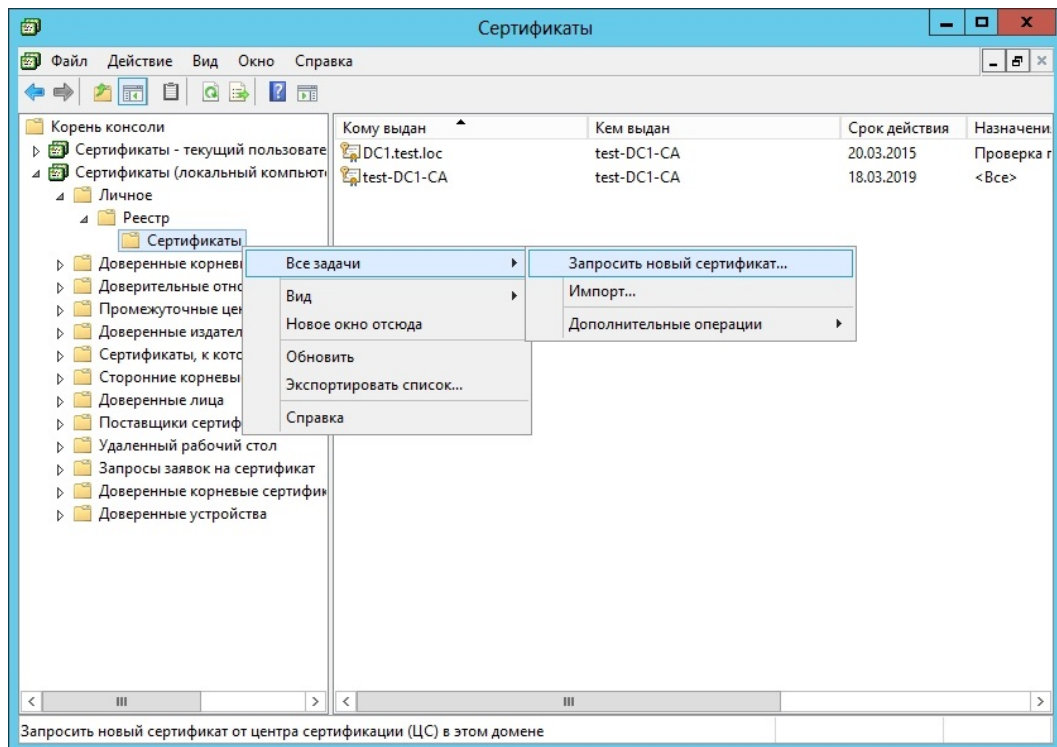 Сертификаты
Файл Действие Вид Окно Справка
Корень консоли
Сертификаты - текущий пользовате
Сертификаты (локальный компьют
Личное
Реестр
Сертификаты
Доверенные корнев
Доверительные отно
Промежуточные цен
Доверенные издател
Сертификаты, к кото
Сторонние корневы
Доверенные лица
Поставщики сертиф
Удаленный рабочий стол
Запросы заявок на сертификат
Доверенные корневые сертифик
Доверенные устройства
Кому выдан Кем выдан Срок действия Назначени
DC1.test.loc test-DC1-CA 20.03.2015 Проверка п
test-DC1-CA test-DC1-CA 18.03.2019 <Все>
Все задачи
Вид
Новое окно отсюда
Обновить
Экспортировать список...
Справка
Запросить новый сертификат...
Импорт...
Дополнительные операции
Запросить новый сертификат от центра сертификации (ЦС) в этом домене